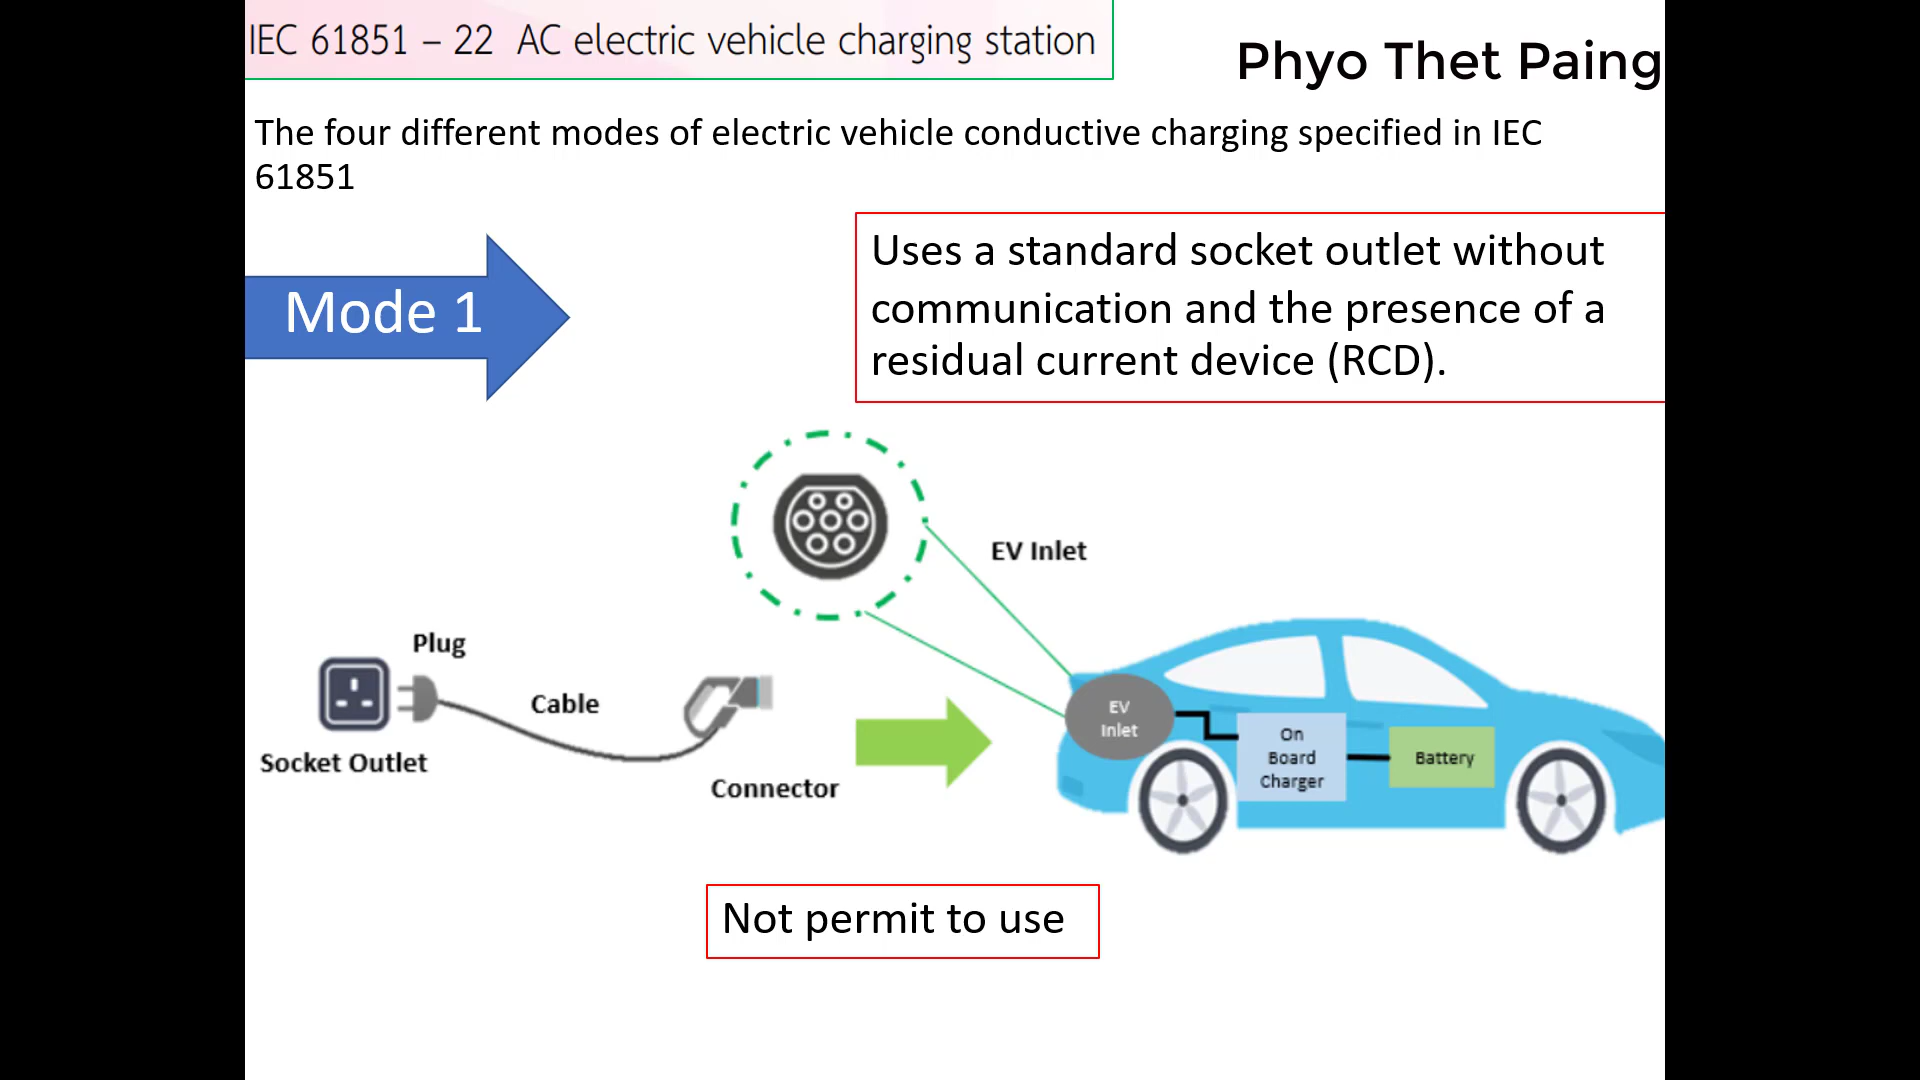 IEC 61851 – 22 AC electric vehicle charging station
Phyo Thet Paing
The four different modes of electric vehicle conductive charging specified in IEC
61851
Mode 1
Uses a standard socket outlet without
communication and the presence of a
residual current device (RCD).
EV Inlet
Plug
Cable
Socket Outlet
Connector
EV
Inlet
On
Board
Charger
Battery
Not permit to use